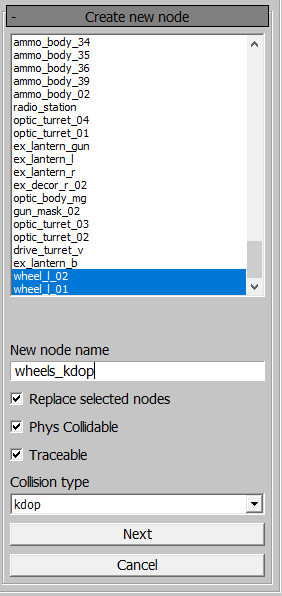 - Create new node
ammo_body_34
ammo_body_35
ammo_body_36
ammo_body_39
ammo_body_02
radio_station
optic_turret_04
optic_turret_01
ex_lantern_gun
ex_lantern_l
ex_lantern_r
ex_decor_r_02
optic_body_mg
gun_mask_02
optic_turret_03
optic_turret_02
drive_turret_v
ex_lantern_b
wheel_l_02
wheel_l_01
New node name
wheels_kdop
Replace selected nodes
Phys Collidable
Traceable
Collision type
kdop
Next
Cancel